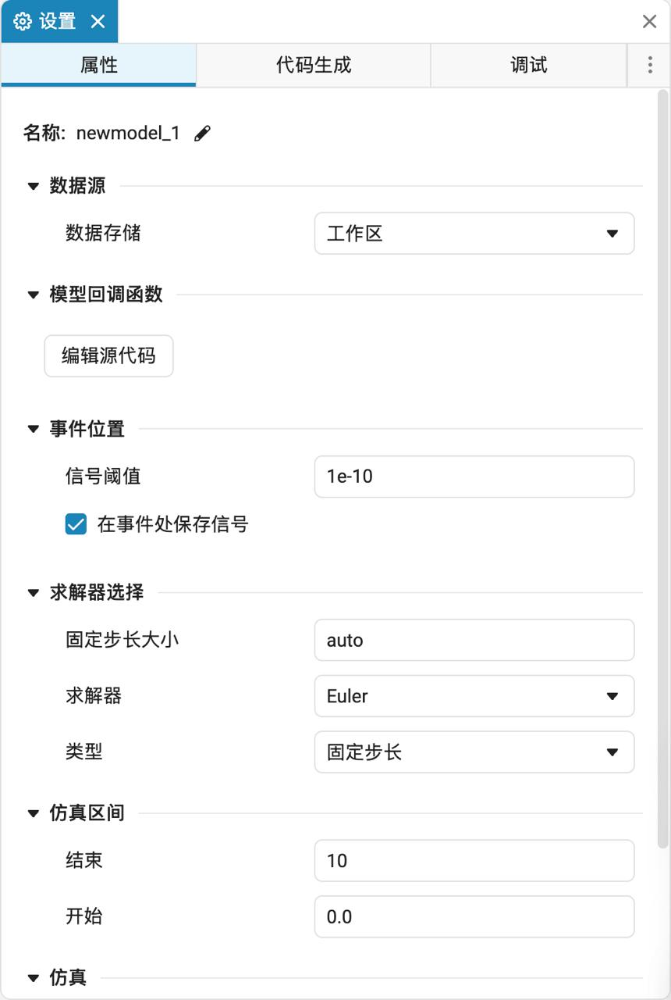 设置
属性 代码生成 调试
名称: newmodel_1
数据源
数据存储 工作区
模型回调函数
编辑源代码
事件位置
信号阈值 1e-10
在事件处保存信号
求解器选择
固定步长大小 auto
求解器 Euler
类型 固定步长
仿真区间
结束 10
开始 0.0
仿真